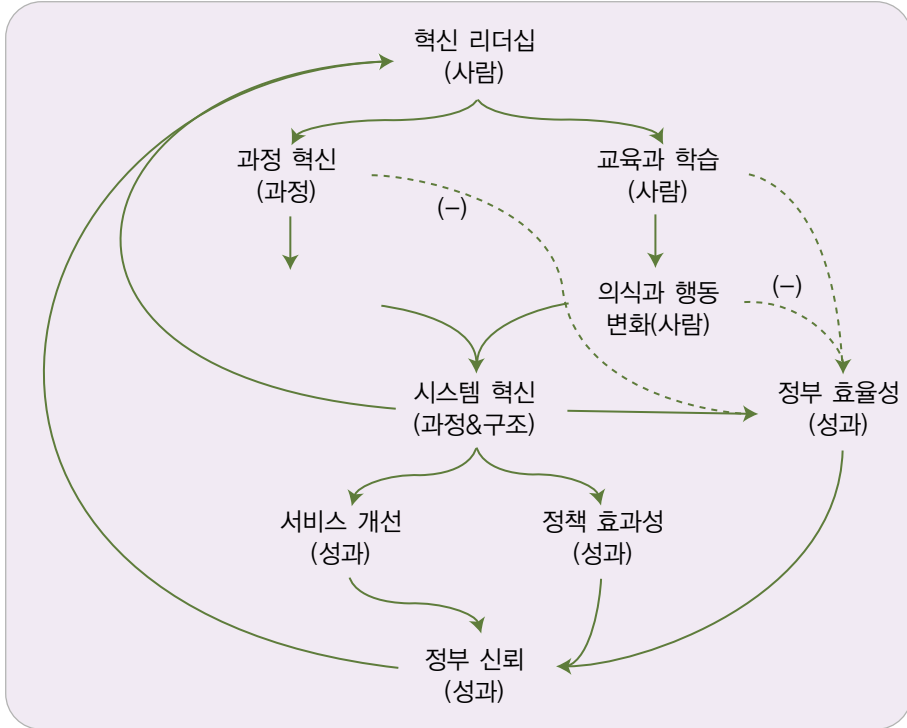 혁신 리더십
(사람)
과정 혁신
(과정)
교육과 학습
(사람)
(−)
의식과 행동
변화(사람)
(−)
시스템 혁신
(과정&구조)
정부 효율성
(성과)
서비스 개선
(성과)
정책 효과성
(성과)
정부 신뢰
(성과)